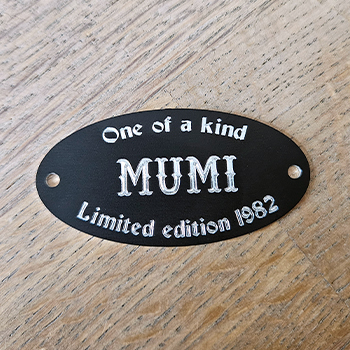 One of a kind
MUMI
Limited edition 1982